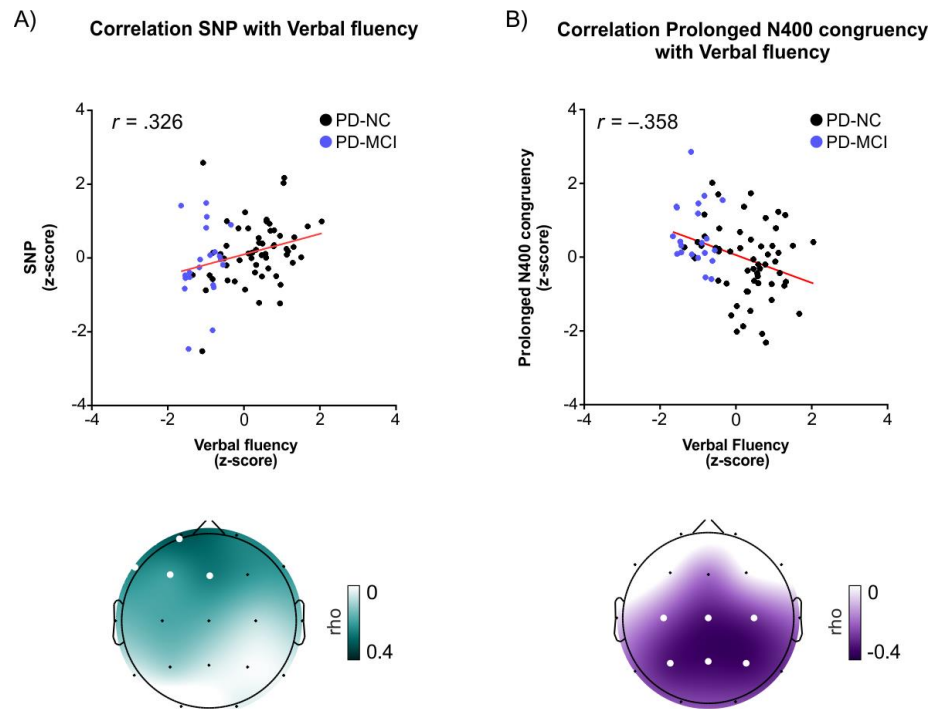 A)
Correlation SNP with Verbal fluency
r = .326
PD-NC
PD-MCI
4
2
0
-2
-4
SNP
(z-score)
-4
-2
0
2
4
Verbal fluency
(z-score)
0
rho
0.4
B)
Correlation Prolonged N400 congruency
with Verbal fluency
r = –.358
PD-NC
PD-MCI
4
2
0
-2
-4
Prolonged N400 congruency
(z-score)
-4
-2
0
2
4
Verbal Fluency
(z-score)
0
rho
-0.4